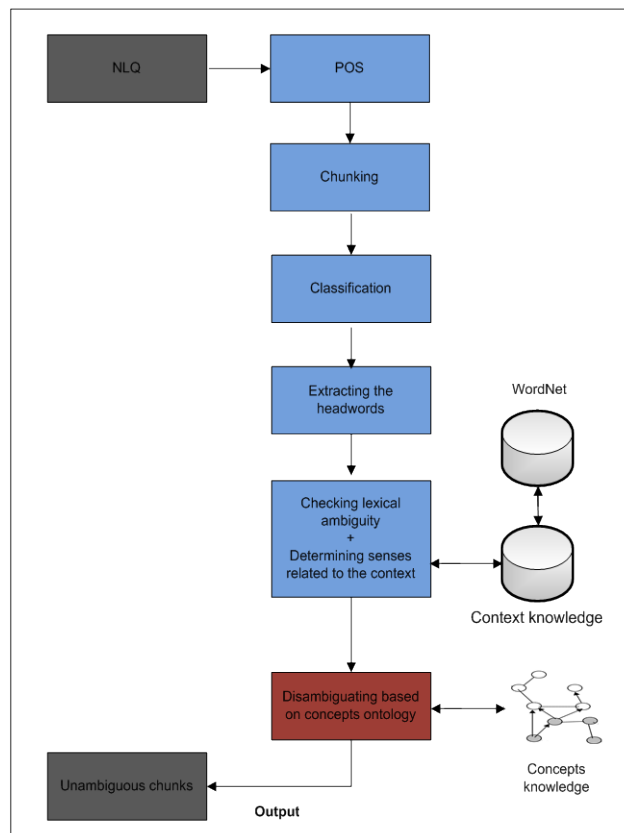 NLQ
POS
Chunking
Classification
Extracting the
headwords
WordNet
Checking lexical
ambiguity
+
Determining senses
related to the context
Context knowledge
Disambiguating based
on concepts ontology
Concepts
knowledge
Unambiguous chunks
Output